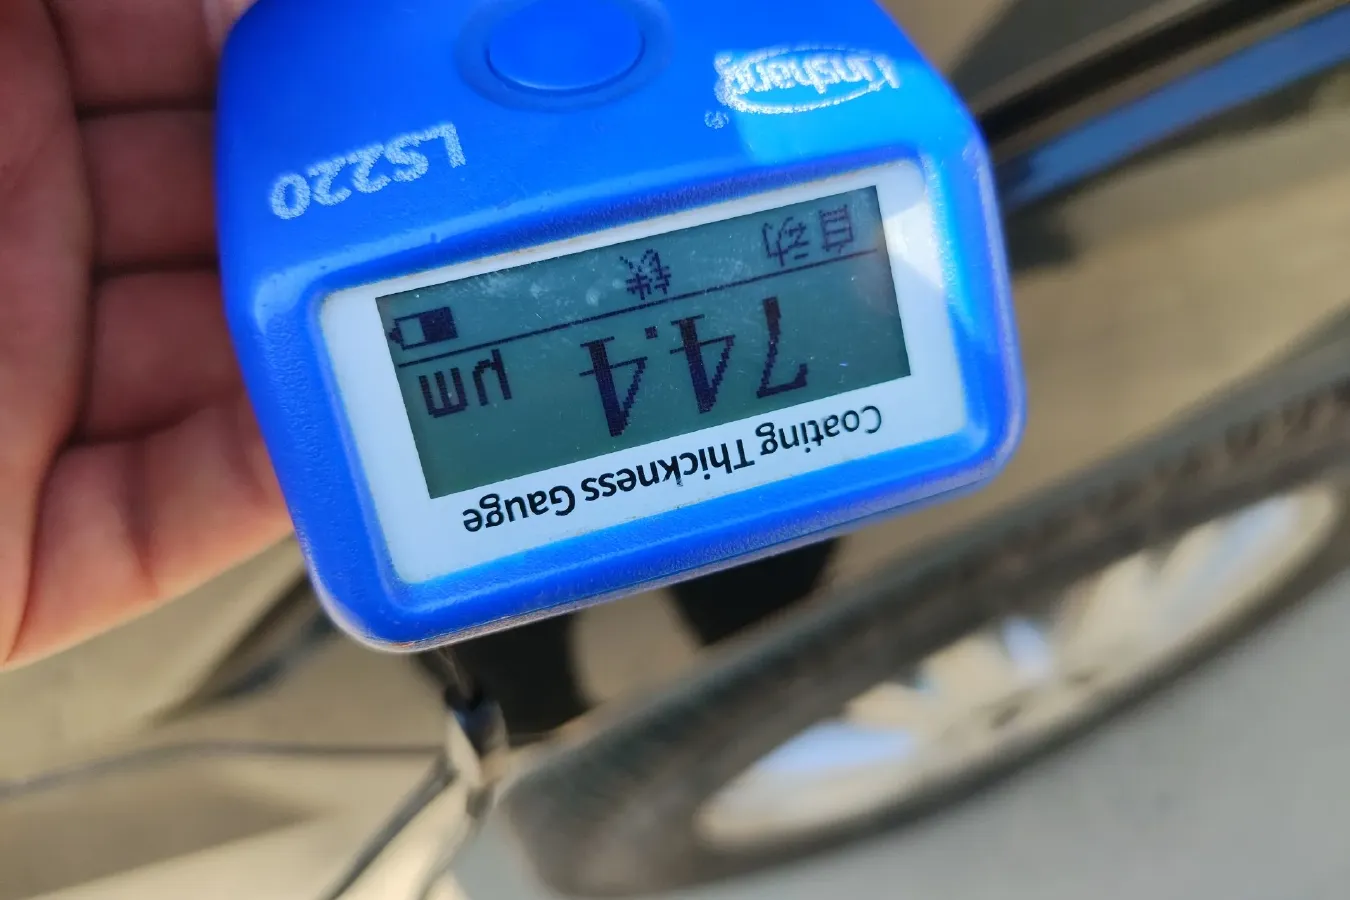 Coating Thickness Gauge
74.4 μm
自动 铁
Linshang®
LS220